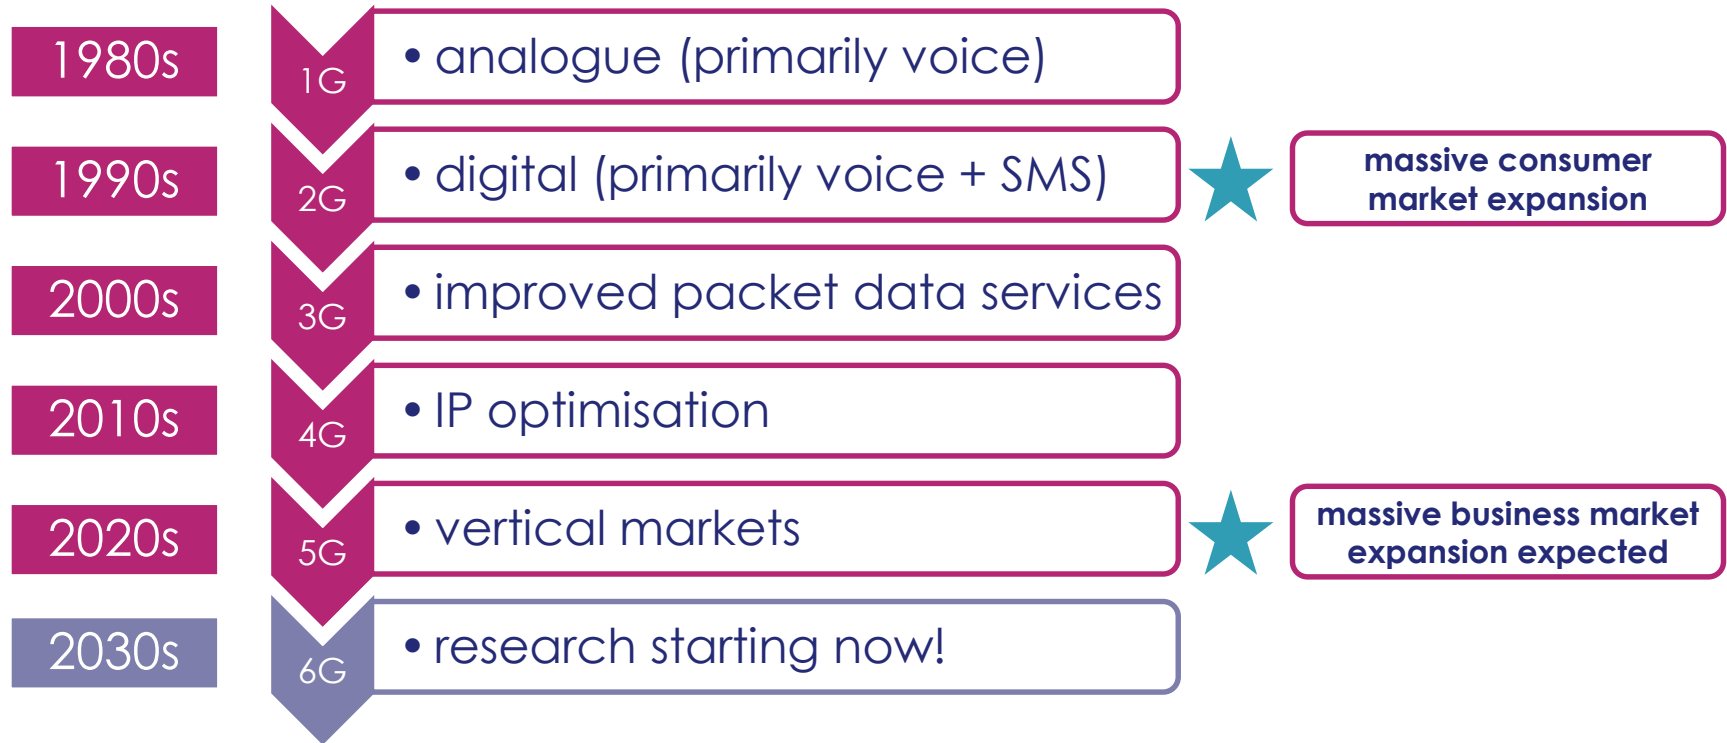 1980s
1G
• analogue (primarily voice)
1990s
2G
• digital (primarily voice + SMS)
massive consumer
market expansion
2000s
3G
• improved packet data services
2010s
4G
• IP optimisation
2020s
5G
• vertical markets
massive business market
expansion expected
2030s
6G
• research starting now!